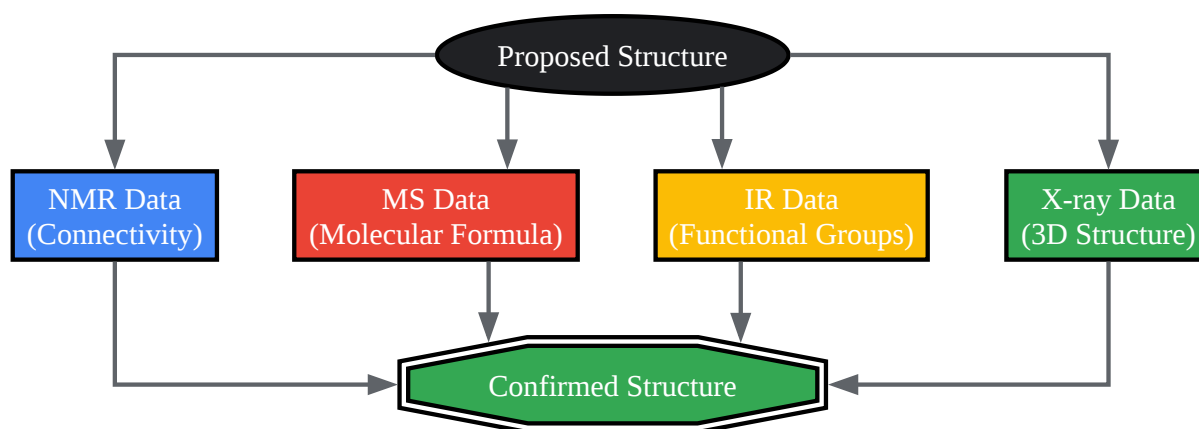 Proposed Structure
NMR Data
(Connectivity)
MS Data
(Molecular Formula)
IR Data
(Functional Groups)
X-ray Data
(3D Structure)
Confirmed Structure